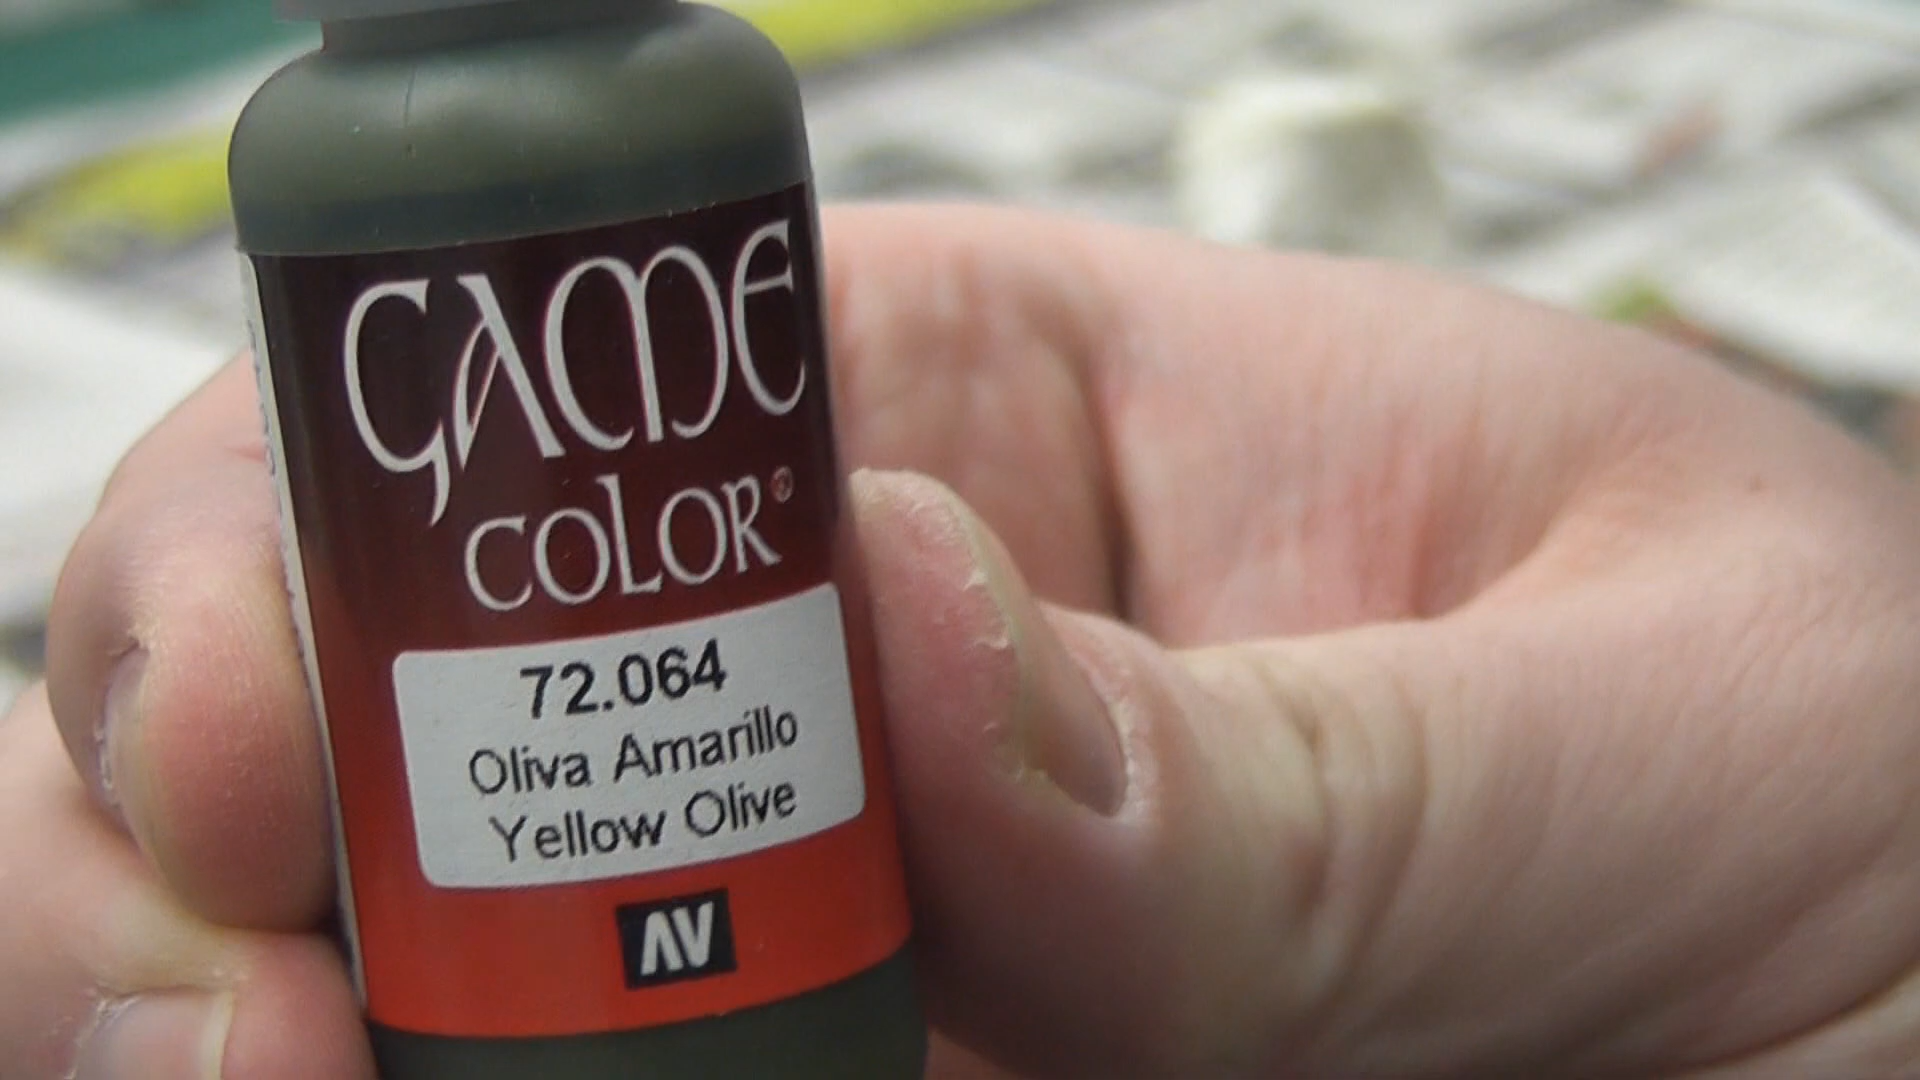 GAME
COLOR®
72.064
Oliva Amarillo
Yellow Olive
AV